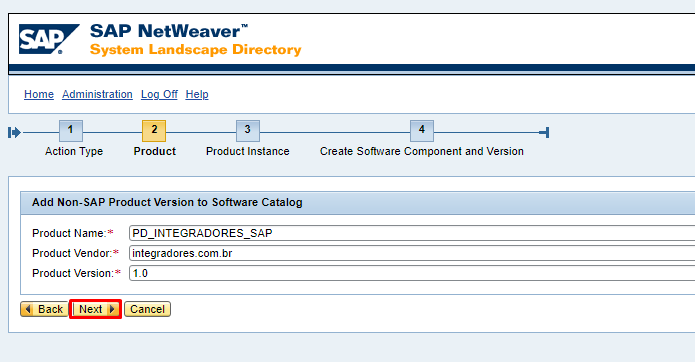 SAP
SAP NetWeaver™
System Landscape Directory
Home Administration Log Off Help
1 2 3 4
Action Type Product Product Instance Create Software Component and Version
Add Non-SAP Product Version to Software Catalog
Product Name:* PD_INTEGRADORES_SAP
Product Vendor:* integradores.com.br
Product Version:* 1.0
Back Next Cancel